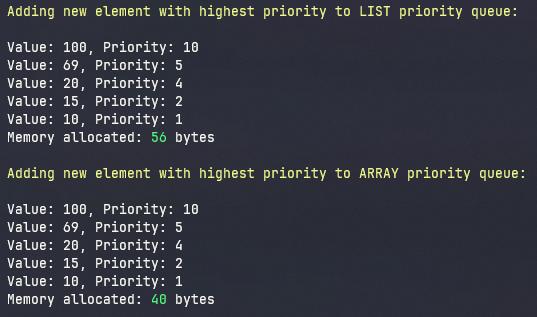 Adding new element with highest priority to LIST priority queue:
Value: 100, Priority: 10
Value: 69, Priority: 5
Value: 20, Priority: 4
Value: 15, Priority: 2
Value: 10, Priority: 1
Memory allocated: 56 bytes
Adding new element with highest priority to ARRAY priority queue:
Value: 100, Priority: 10
Value: 69, Priority: 5
Value: 20, Priority: 4
Value: 15, Priority: 2
Value: 10, Priority: 1
Memory allocated: 40 bytes